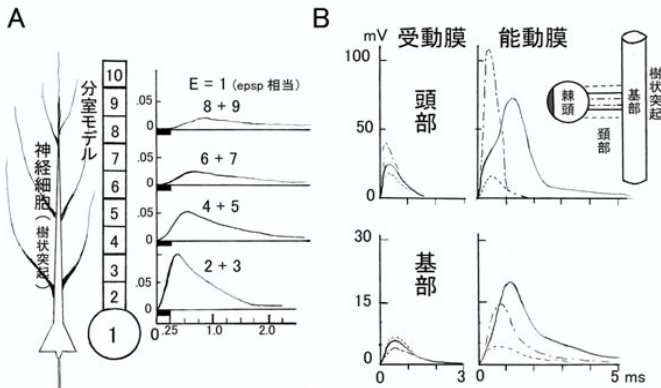 A
神経細胞(樹状突起)
分室モデル
10
9
8
7
6
5
4
3
2
1
E = 1 (epsp 相当)
.05
8 + 9
0
.05
6 + 7
0
.05
4 + 5
0
.05
2 + 3
0
0 .25 1.0 2.0
B
mV 受動膜 能動膜
100
50
0
頭部
棘頭
頚部
基部
樹状突起
30
15
0
基部
0 3
0 5 ms